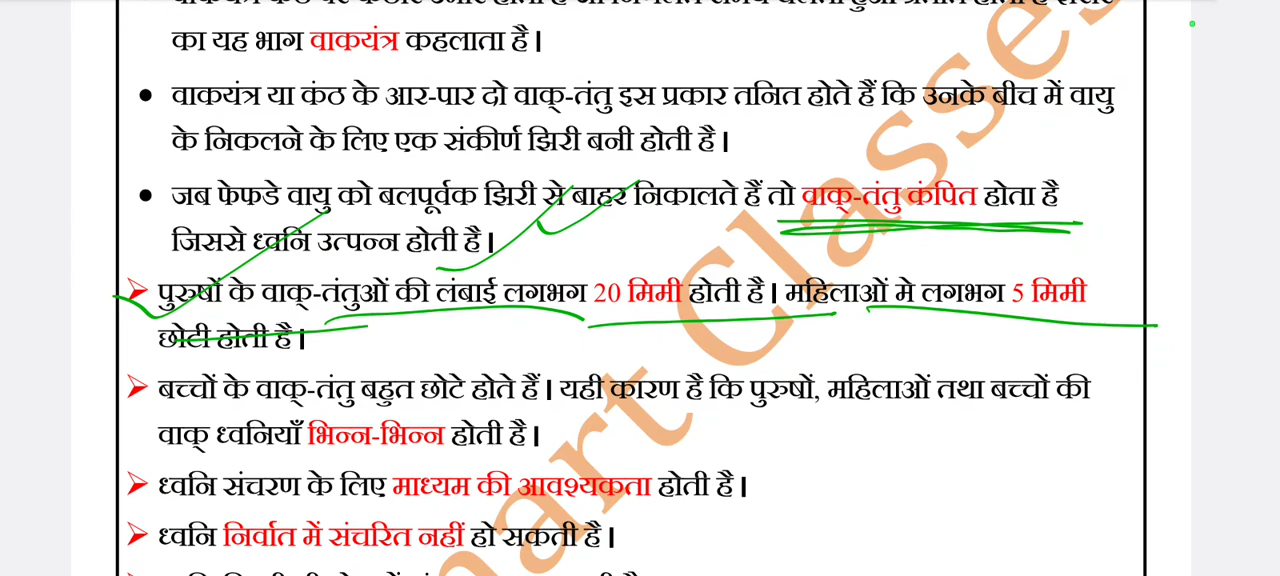 का यह भाग वाकयंत्र कहलाता है।
• वाकयंत्र या कंठ के आर-पार दो वाक्-तंतु इस प्रकार तनित होते हैं कि उनके बीच में वायु
के निकलने के लिए एक संकीर्ण झिरी बनी होती है।
• जब फेफडे वायु को बलपूर्वक झिरी से बाहर निकालते हैं तो वाक्-तंतु कंपित होता है
जिससे ध्वनि उत्पन्न होती है।
➢ पुरुषों के वाक्-तंतुओं की लंबाई लगभग 20 मिमी होती है। महिलाओं मे लगभग 5 मिमी
छोटी होती है।
➢ बच्चों के वाक्-तंतु बहुत छोटे होते हैं। यही कारण है कि पुरुषों, महिलाओं तथा बच्चों की
वाक् ध्वनियाँ भिन्न-भिन्न होती है।
➢ ध्वनि संचरण के लिए माध्यम की आवश्यकता होती है।
➢ ध्वनि निर्वात में संचरित नहीं हो सकती है।
mart Classes